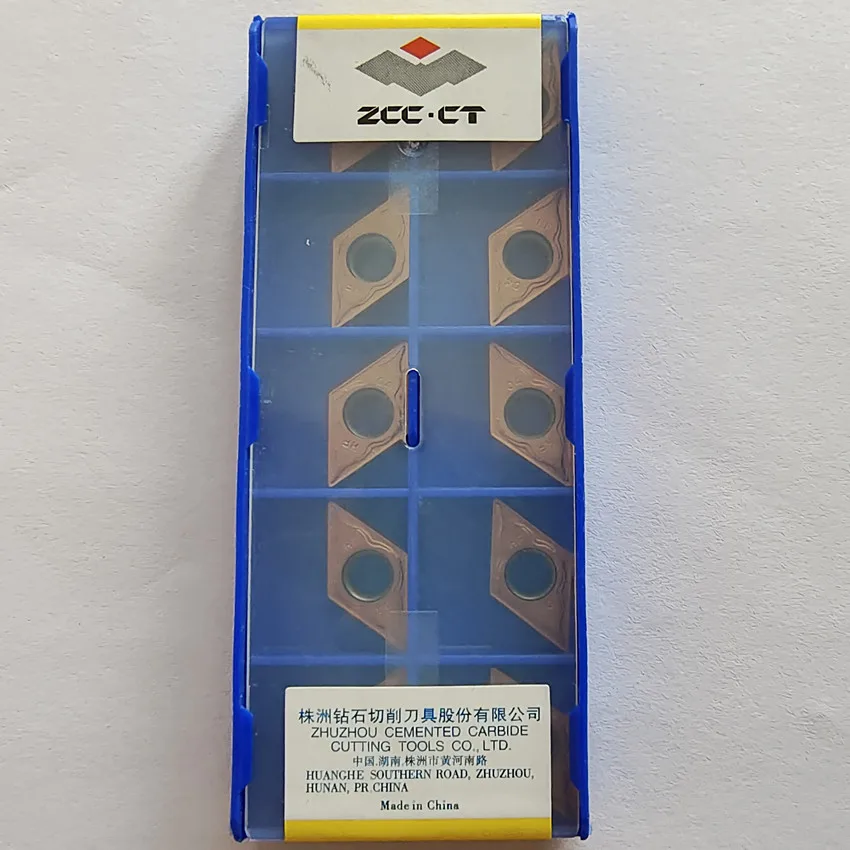 ZCC·CT
株洲钻石切削刀具股份有限公司
ZHUZHOU CEMENTED CARBIDE
CUTTING TOOLS CO.,LTD.
中国.湖南.株洲市黄河南路
HUANGHE SOUTHERN ROAD, ZHUZHOU,
HUNAN, PR CHINA
Made in China